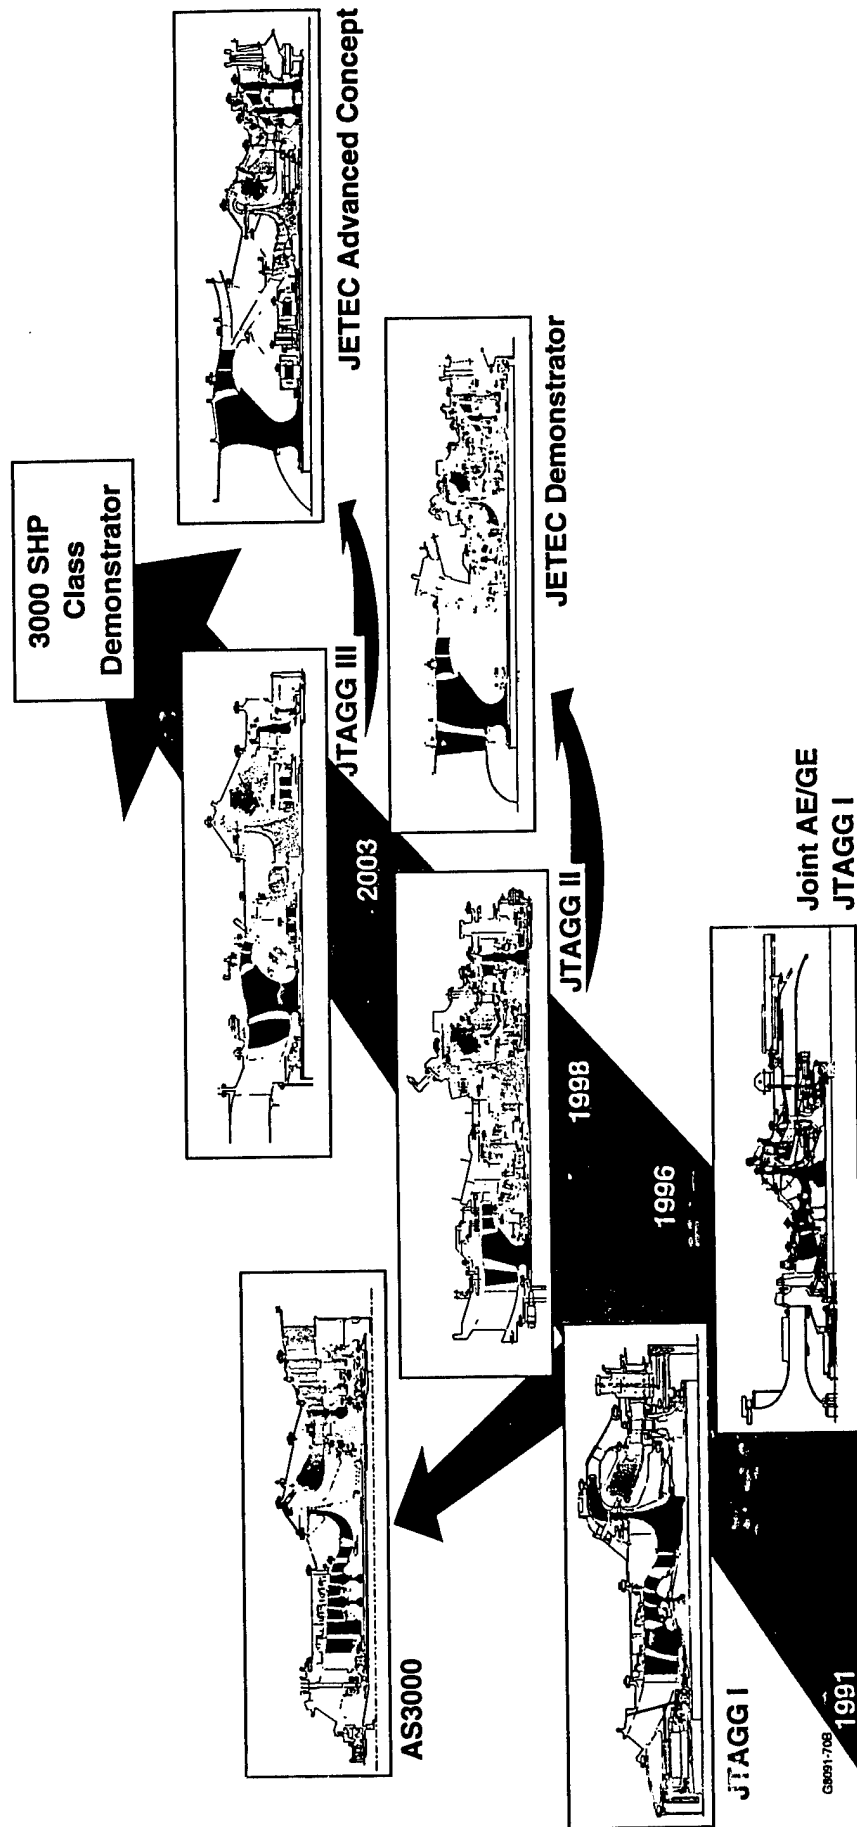 3000 SHP
Class
Demonstrator
JETEC Advanced Concept
JTAGG III
2003
JETEC Demonstrator
AS3000
JTAGG II
1998
1996
Joint AE/GE
JTAGG I
JTAGG I
1991
G8091-70B